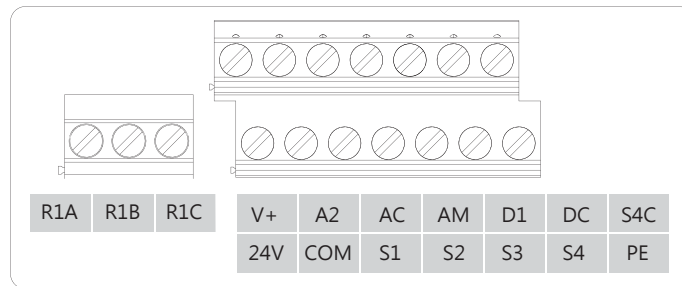 R1A R1B R1C V+ A2 AC AM D1 DC S4C
24V COM S1 S2 S3 S4 PE